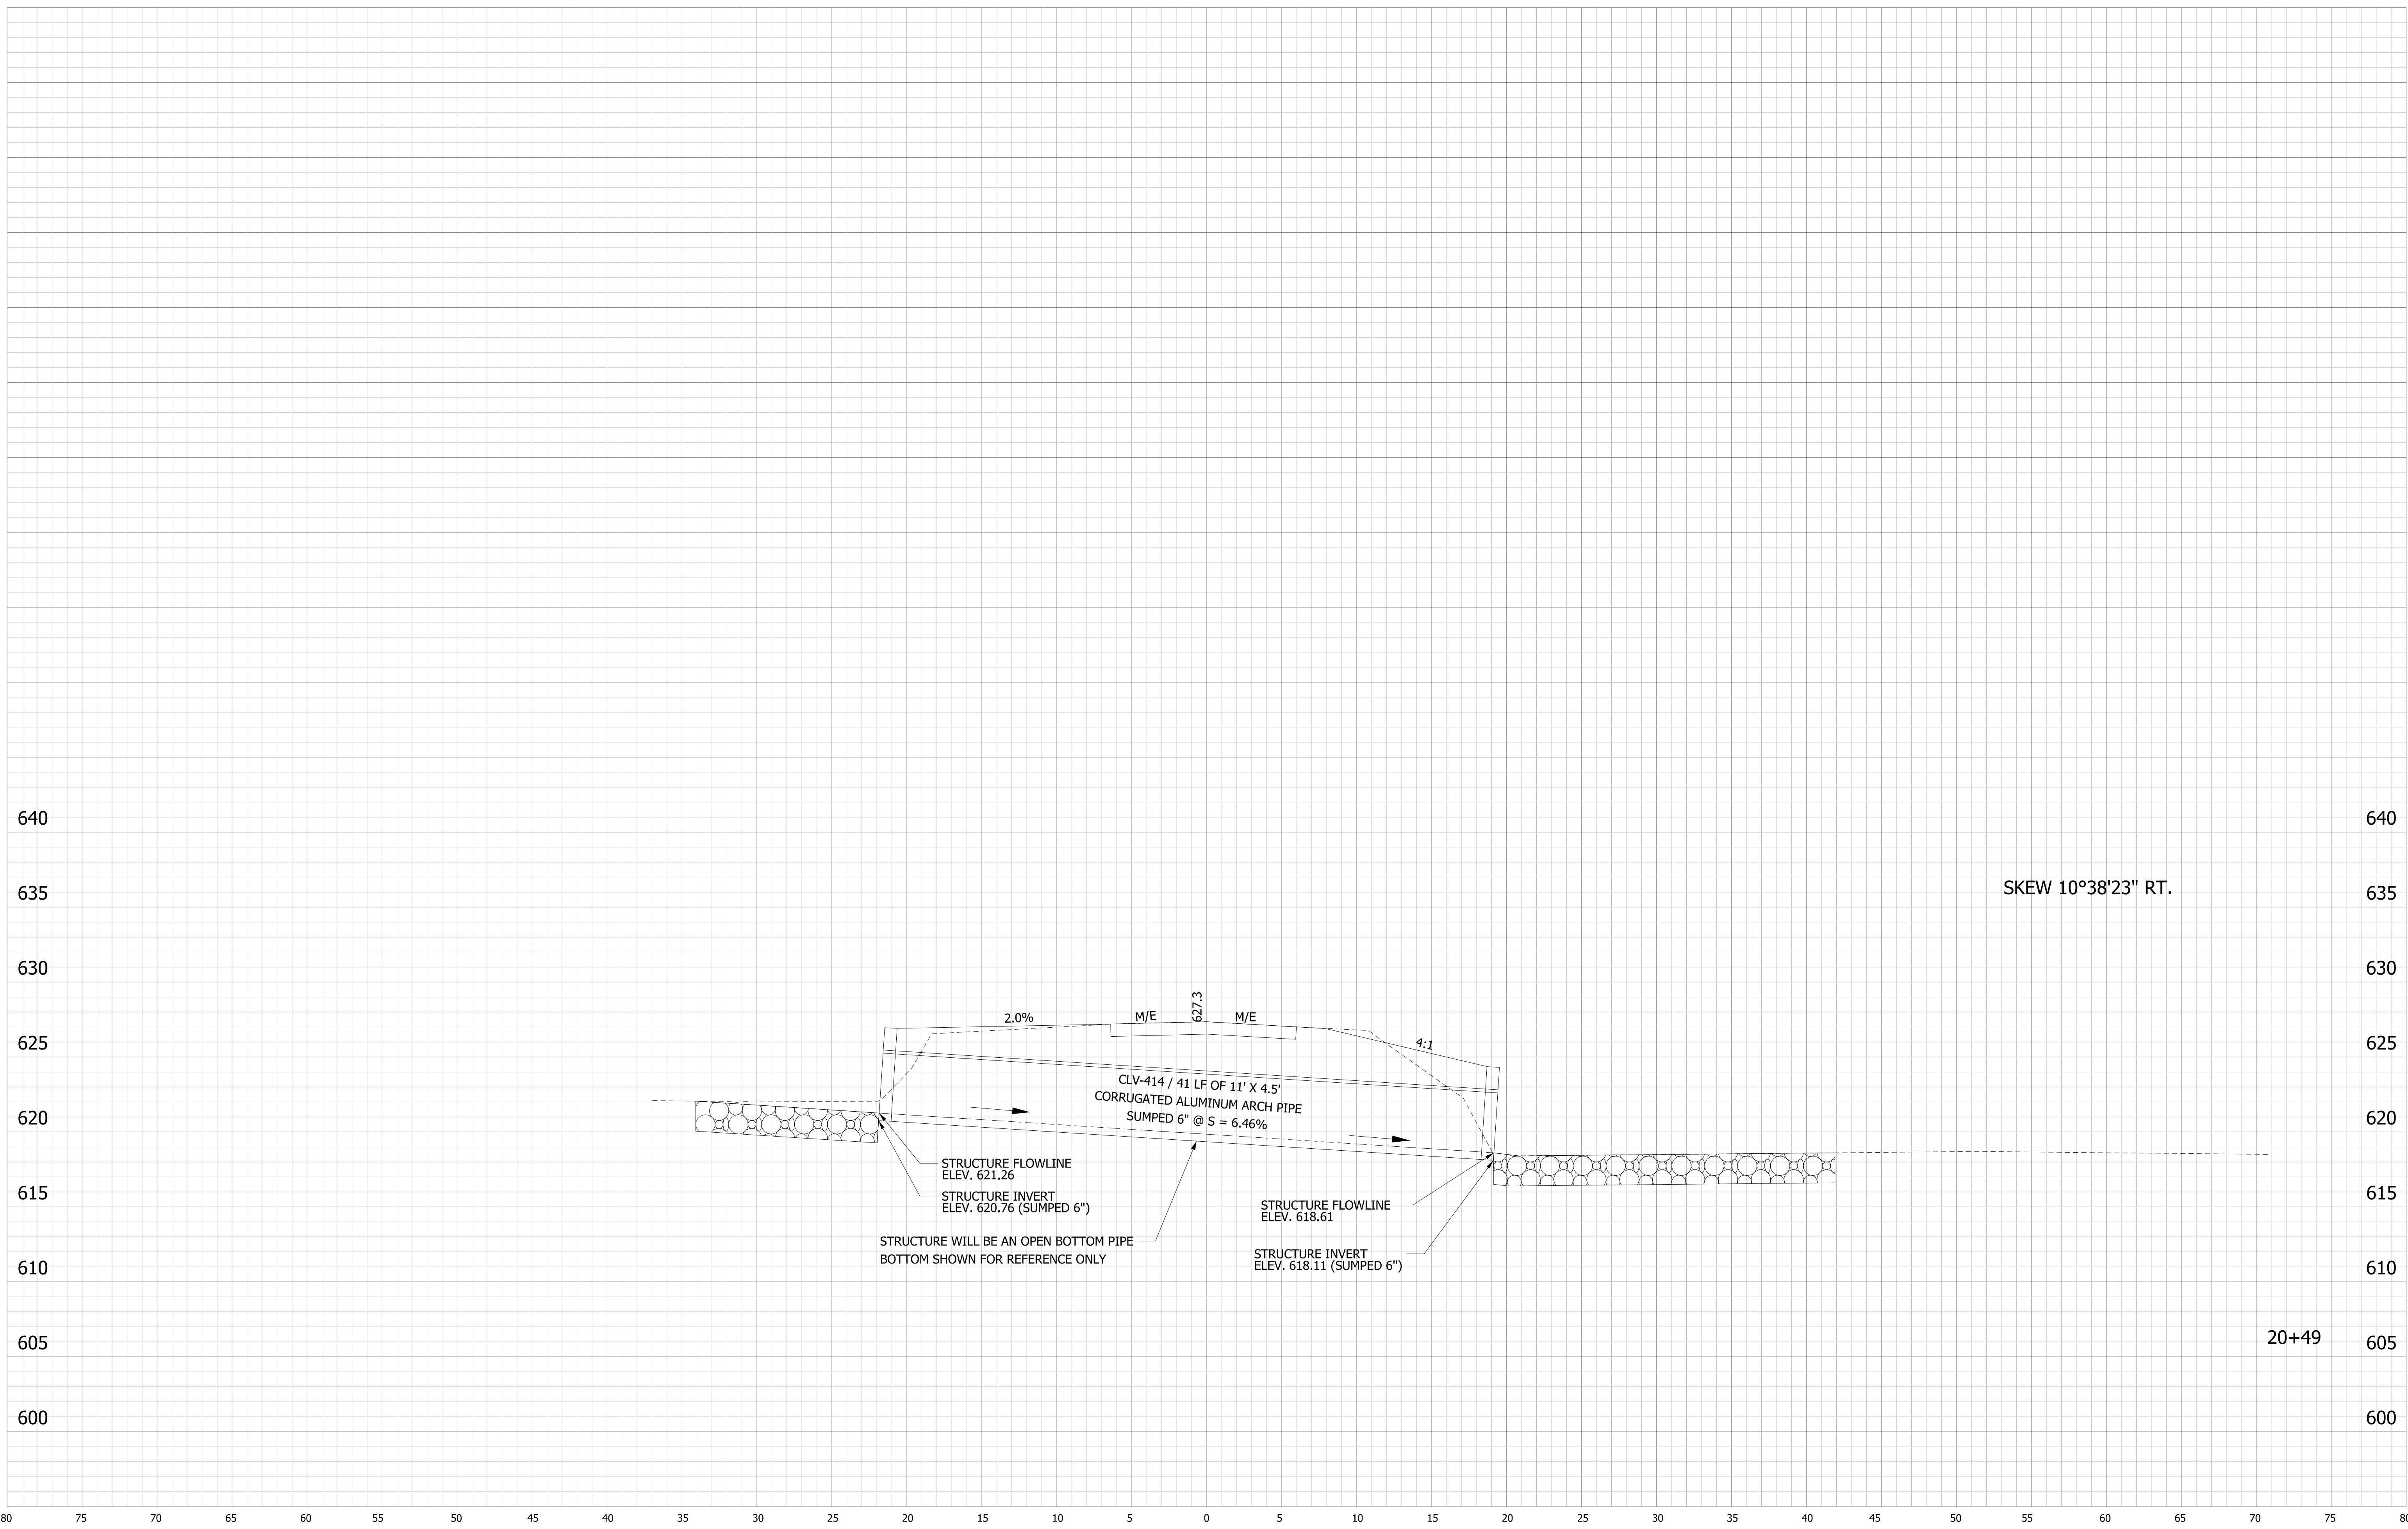 640 640
SKEW 10°38'23" RT.
635 635
630 630
627.3
2.0% M/E M/E
625 4:1 625
CLV-414 / 41 LF OF 11' X 4.5'
CORRUGATED ALUMINUM ARCH PIPE
SUMPED 6" @ S = 6.46%
620 620
STRUCTURE FLOWLINE
ELEV. 621.26
615 615
STRUCTURE INVERT
ELEV. 620.76 (SUMPED 6")
STRUCTURE FLOWLINE
ELEV. 618.61
STRUCTURE WILL BE AN OPEN BOTTOM PIPE
BOTTOM SHOWN FOR REFERENCE ONLY
STRUCTURE INVERT
ELEV. 618.11 (SUMPED 6")
610 610
20+49
605 605
600 600
80 75 70 65 60 55 50 45 40 35 30 25 20 15 10 5 0 5 10 15 20 25 30 35 40 45 50 55 60 65 70 75